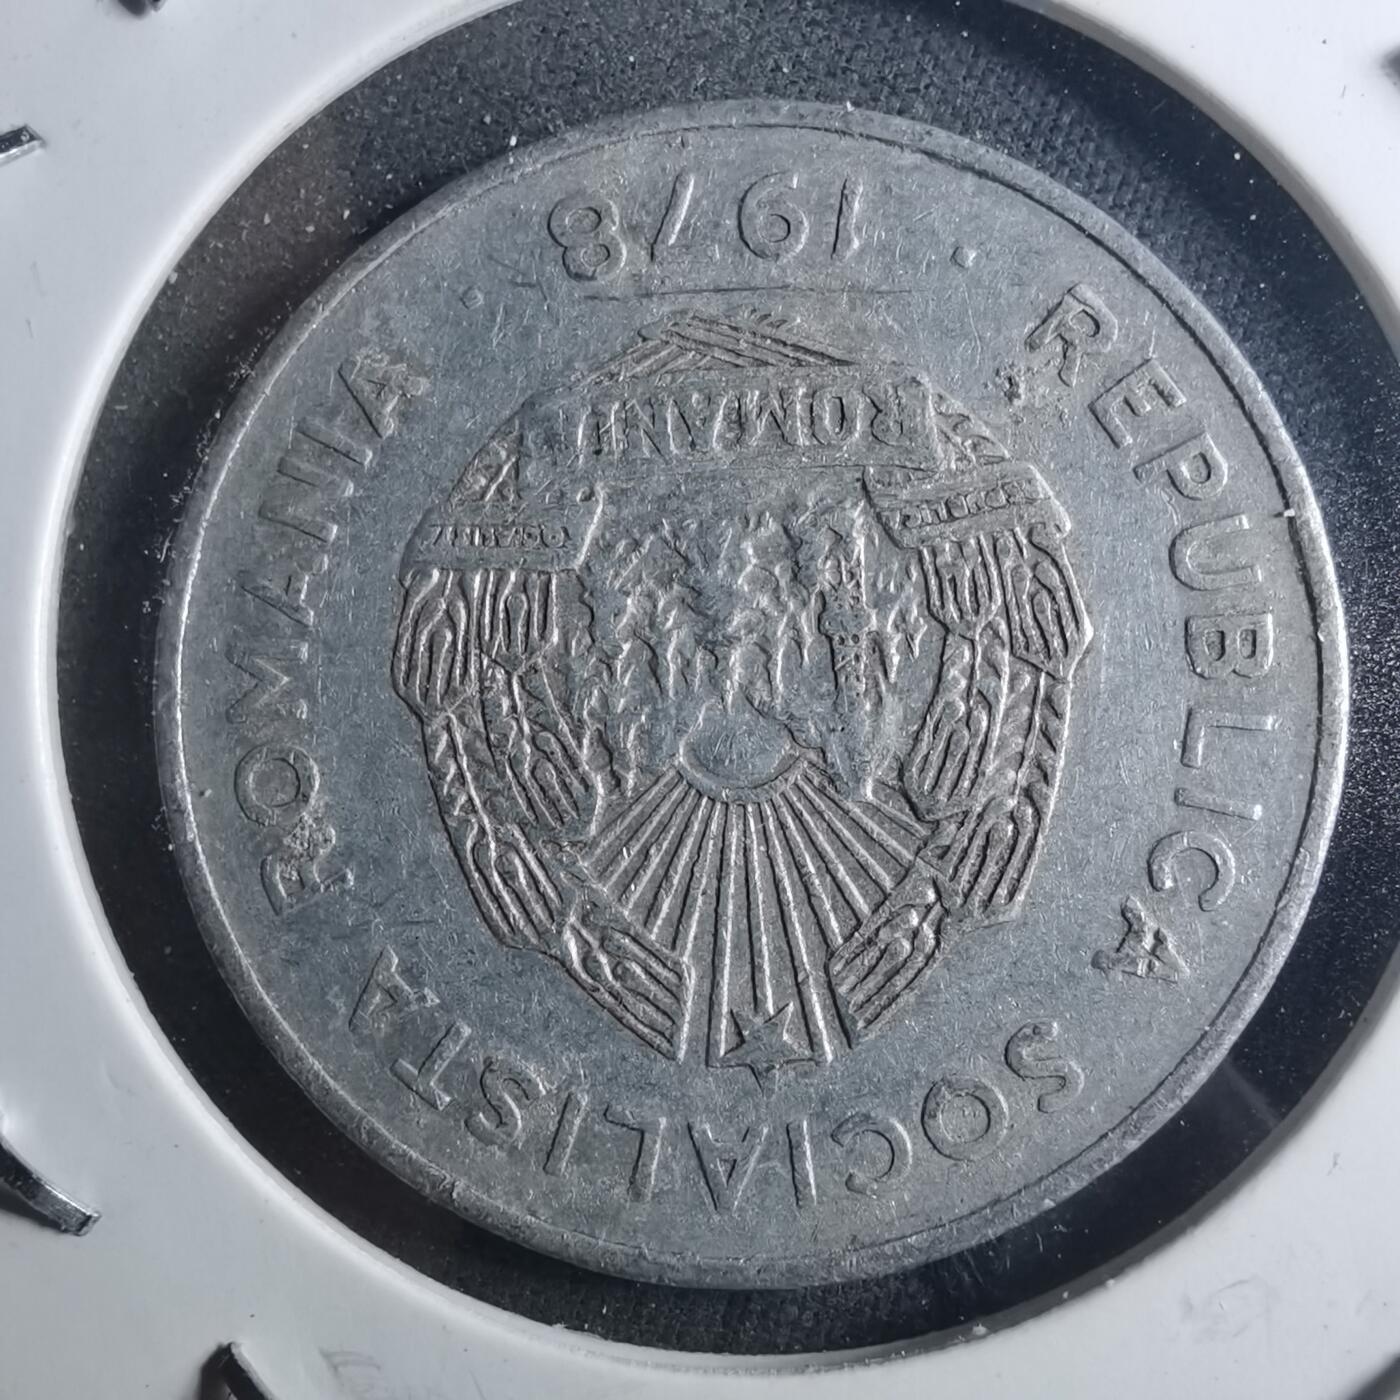 REPUBLICA SOCIALISTA ROMANIA
· 1978 ·
ROMANIA